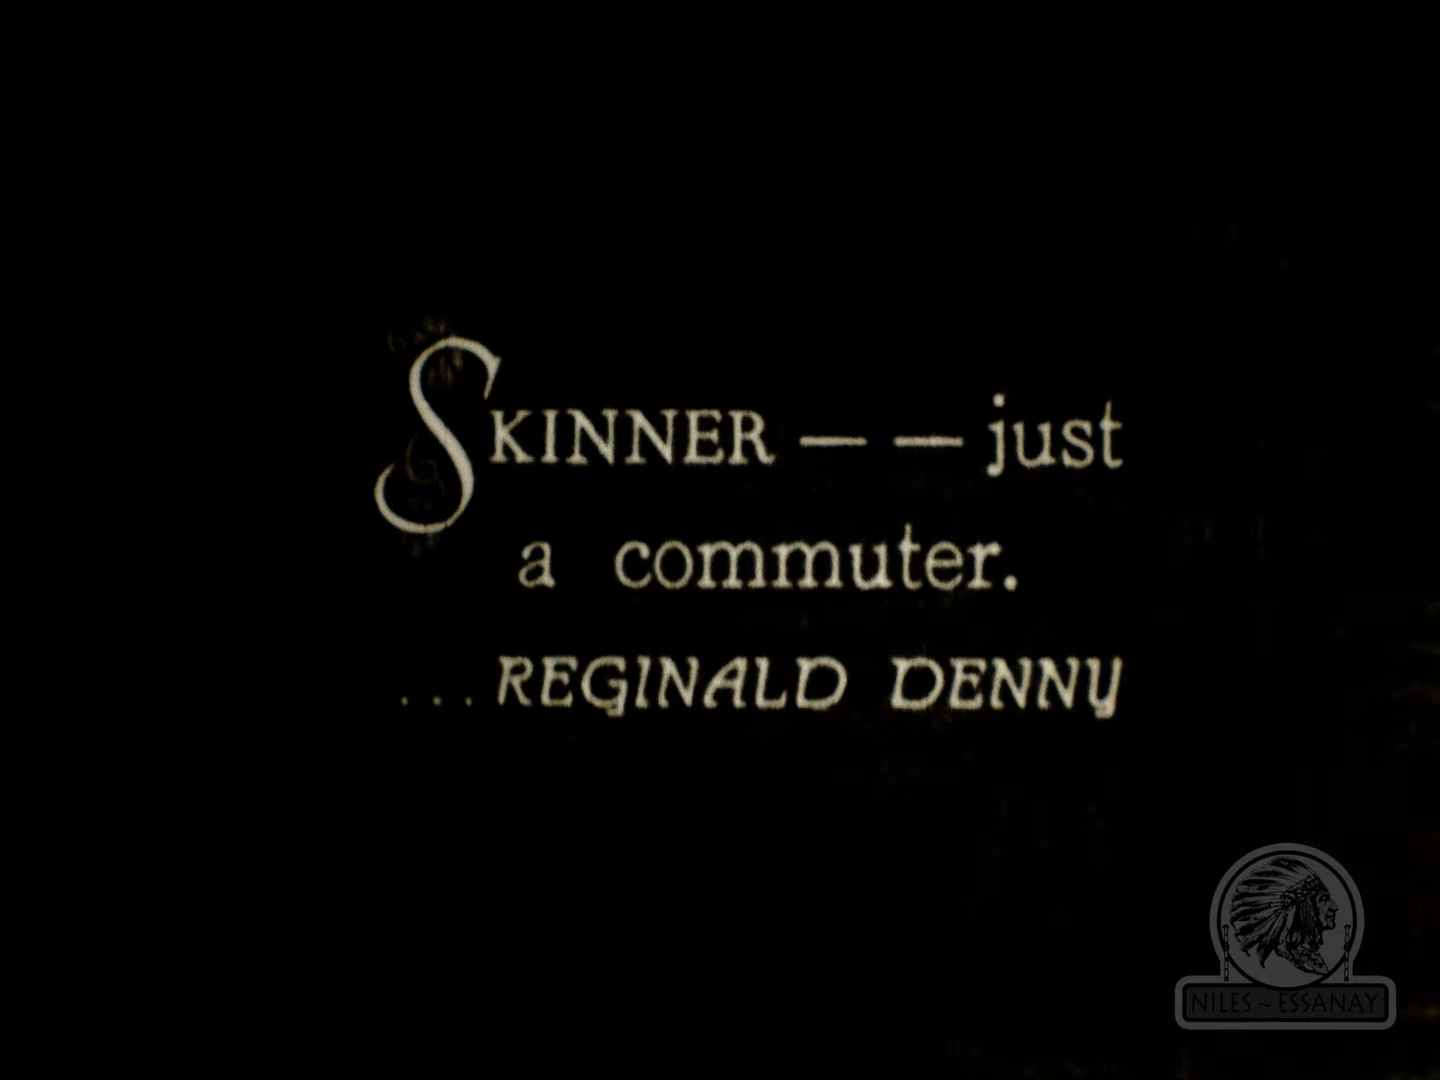 SKINNER — — just
a commuter.
...REGINALD DENNY
NILES ~ ESSANAY